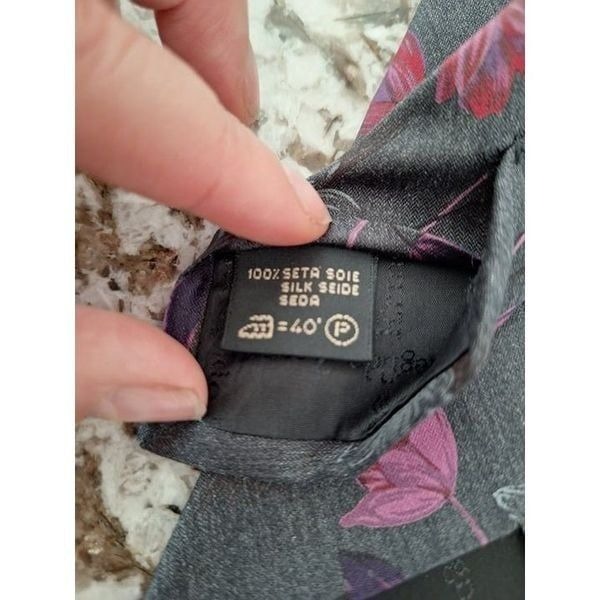 100% SETA SOIE
SILK SEIDE
SEDA
=40° P